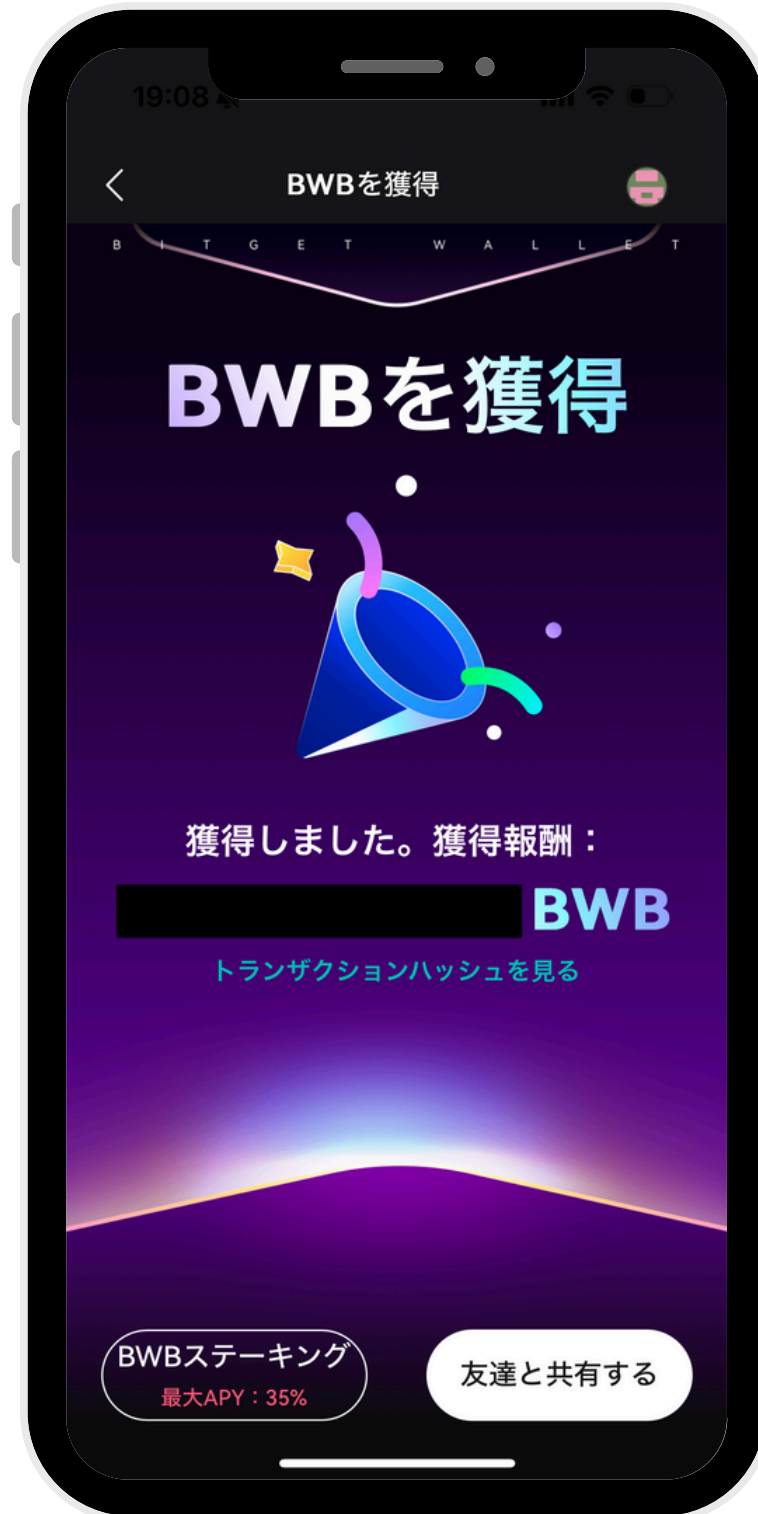 19:08
BWBを獲得
BITGET WALLET
BWBを獲得
獲得しました。獲得報酬：
BWB
トランザクションハッシュを見る
BWBステーキング
最大APY：35%
友達と共有する